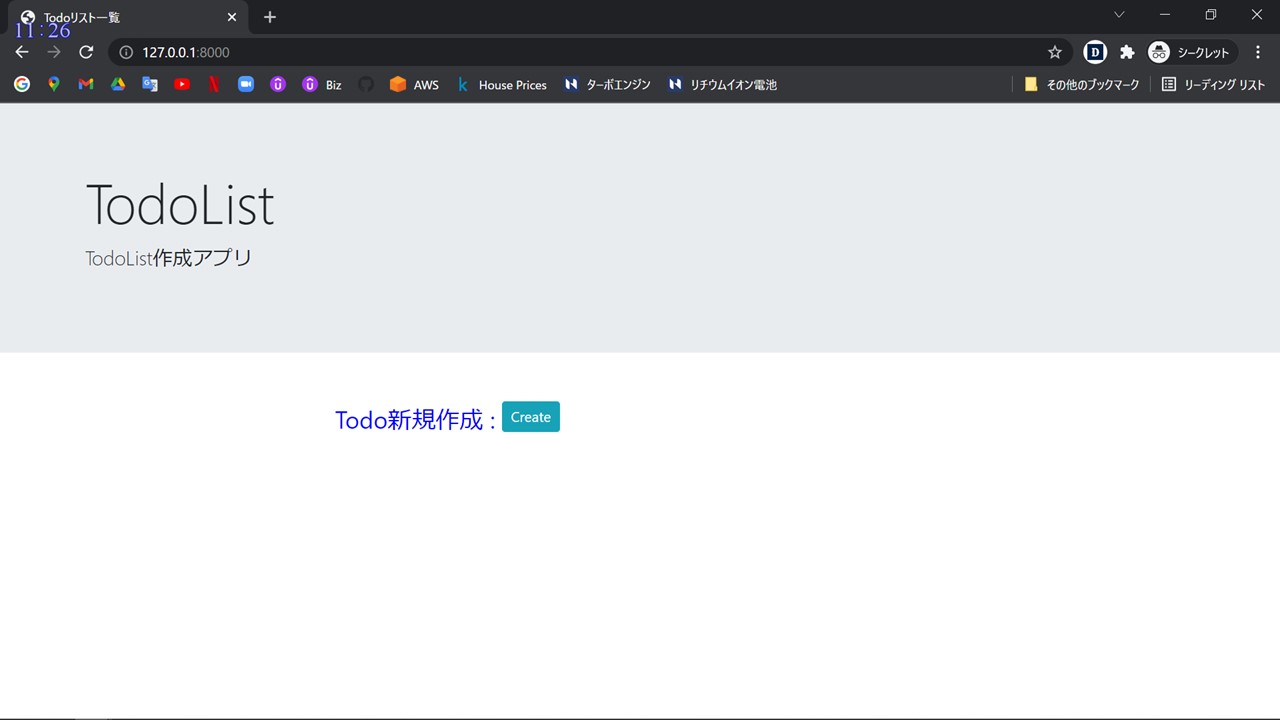 Todoリスト一覧
11:26
127.0.0.1:8000
シークレット
Biz
AWS
House Prices
ターボエンジン
リチウムイオン電池
その他のブックマーク
リーディング リスト
TodoList
TodoList作成アプリ
Todo新規作成 : Create